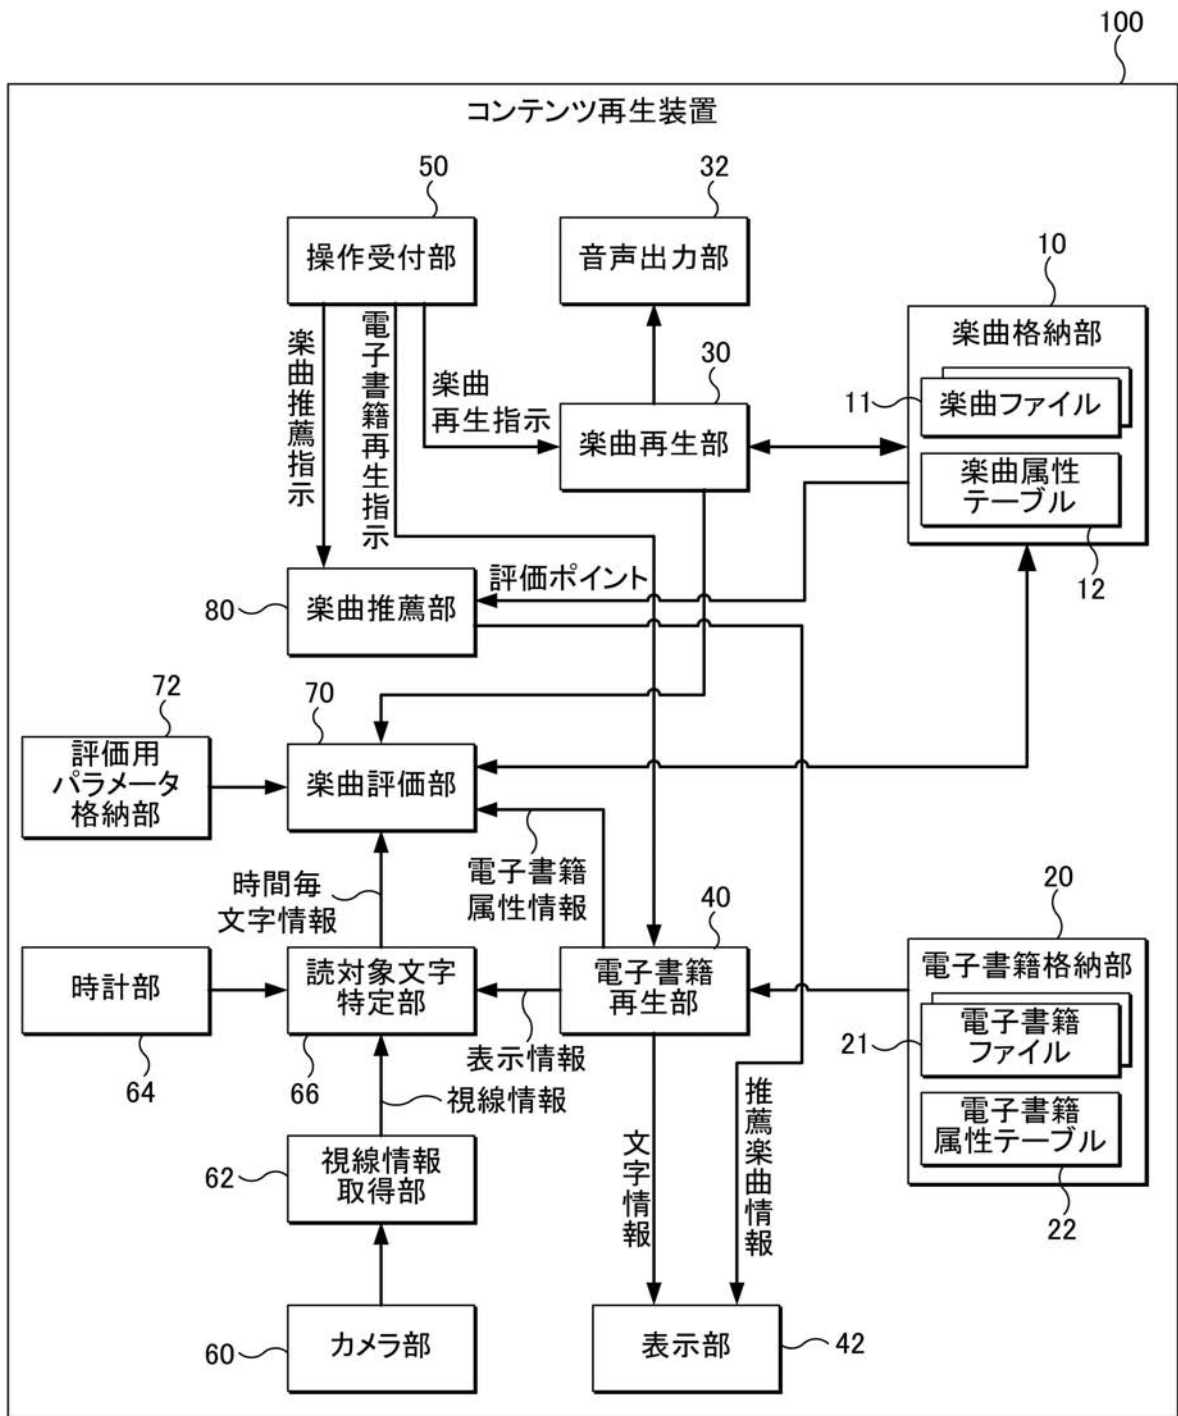 100
コンテンツ再生装置
50
操作受付部
32
音声出力部
10
楽曲格納部
11
楽曲ファイル
楽曲属性
テーブル
12
楽曲推薦指示
電子書籍再生指示
楽曲
再生指示
30
楽曲再生部
評価ポイント
80
楽曲推薦部
72
評価用
パラメータ
格納部
70
楽曲評価部
時間毎
文字情報
電子書籍
属性情報
40
電子書籍
再生部
20
電子書籍格納部
21
電子書籍
ファイル
電子書籍
属性テーブル
22
時計部
64
読対象文字
特定部
66
表示情報
視線情報
62
視線情報
取得部
文字情報
推薦楽曲情報
60
カメラ部
表示部
42